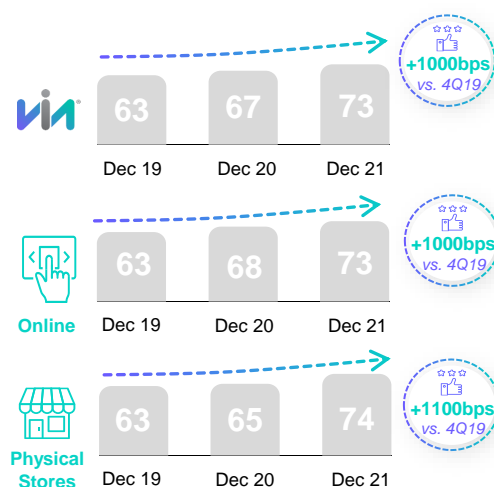 +1000bps
vs. 4Q19
via
63 67 73
Dec 19 Dec 20 Dec 21
+1000bps
vs. 4Q19
63 68 73
Online
Dec 19 Dec 20 Dec 21
+1100bps
vs. 4Q19
63 65 74
Physical
Stores
Dec 19 Dec 20 Dec 21